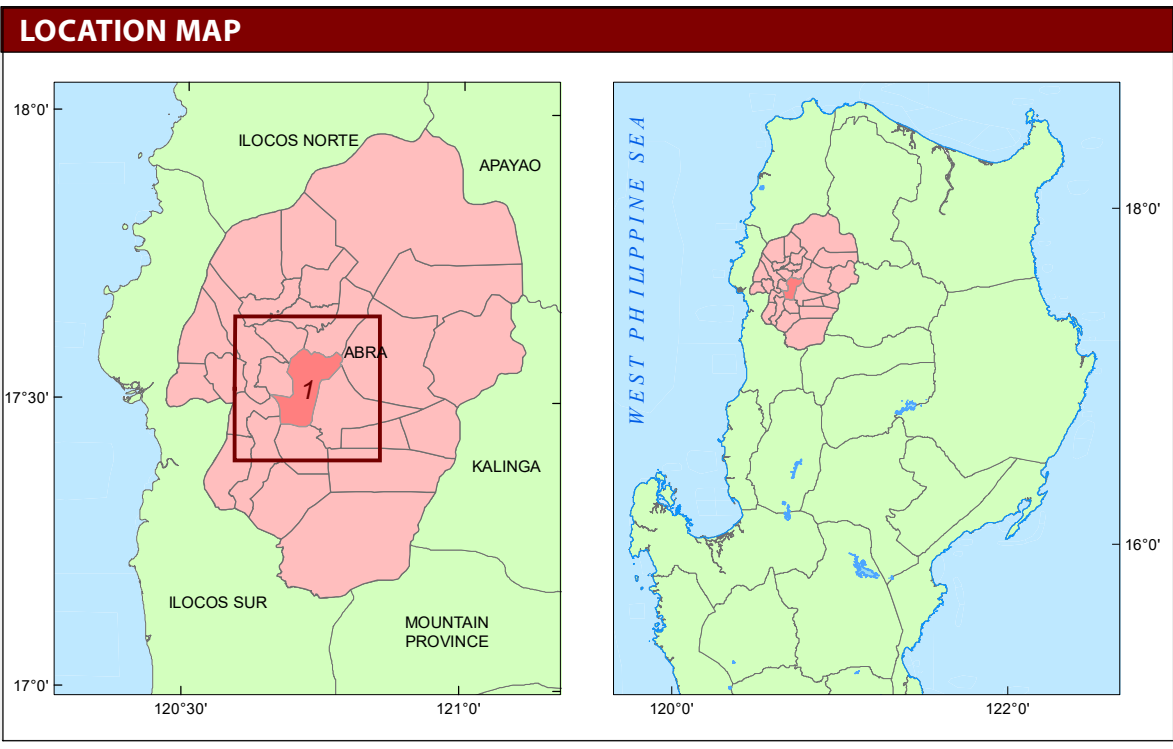 LOCATION MAP
18°0'
ILOCOS NORTE
APAYAO
ABRA
1
17°30'
KALINGA
ILOCOS SUR
MOUNTAIN
PROVINCE
17°0'
120°30'
121°0'
WEST PHILIPPINE SEA
18°0'
16°0'
120°0'
122°0'